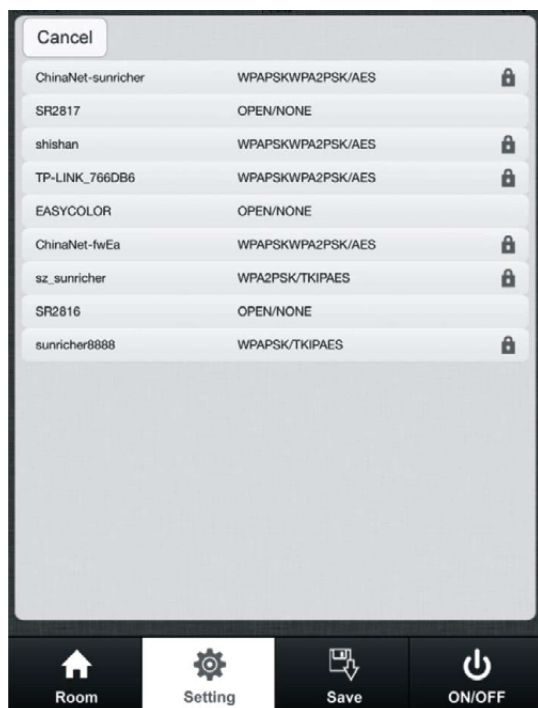 Cancel
ChinaNet-sunricher WPAPSKWPA2PSK/AES
SR2817 OPEN/NONE
shishan WPAPSKWPA2PSK/AES
TP-LINK_766DB6 WPAPSKWPA2PSK/AES
EASYCOLOR OPEN/NONE
ChinaNet-fwEa WPAPSKWPA2PSK/AES
sz_sunricher WPA2PSK/TKIPAES
SR2816 OPEN/NONE
sunricher8888 WPAPSK/TKIPAES
Room Setting Save ON/OFF